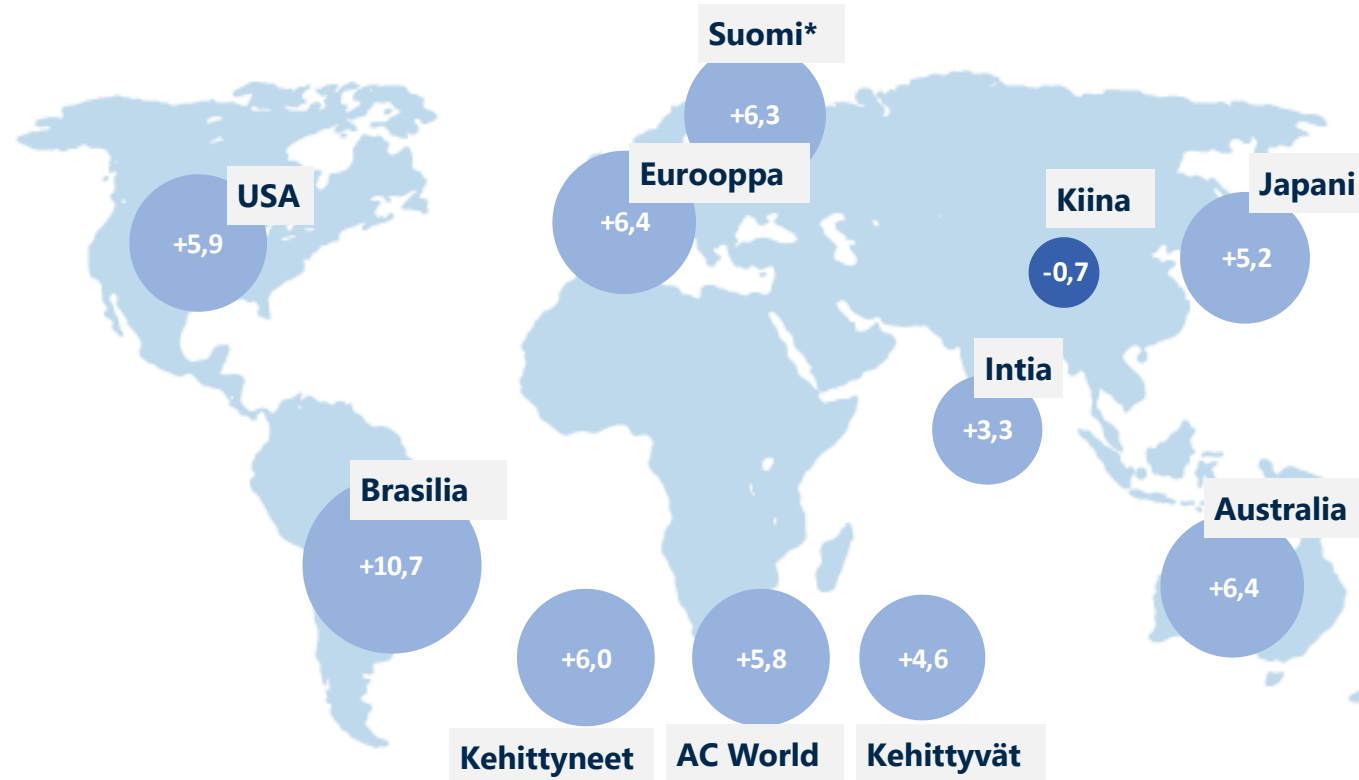 Suomi*
+6,3
Eurooppa
+6,4
USA
+5,9
Kiina
-0,7
Japani
+5,2
Intia
+3,3
Brasilia
+10,7
Australia
+6,4
+6,0
Kehittyneet
+5,8
AC World
+4,6
Kehittyvät